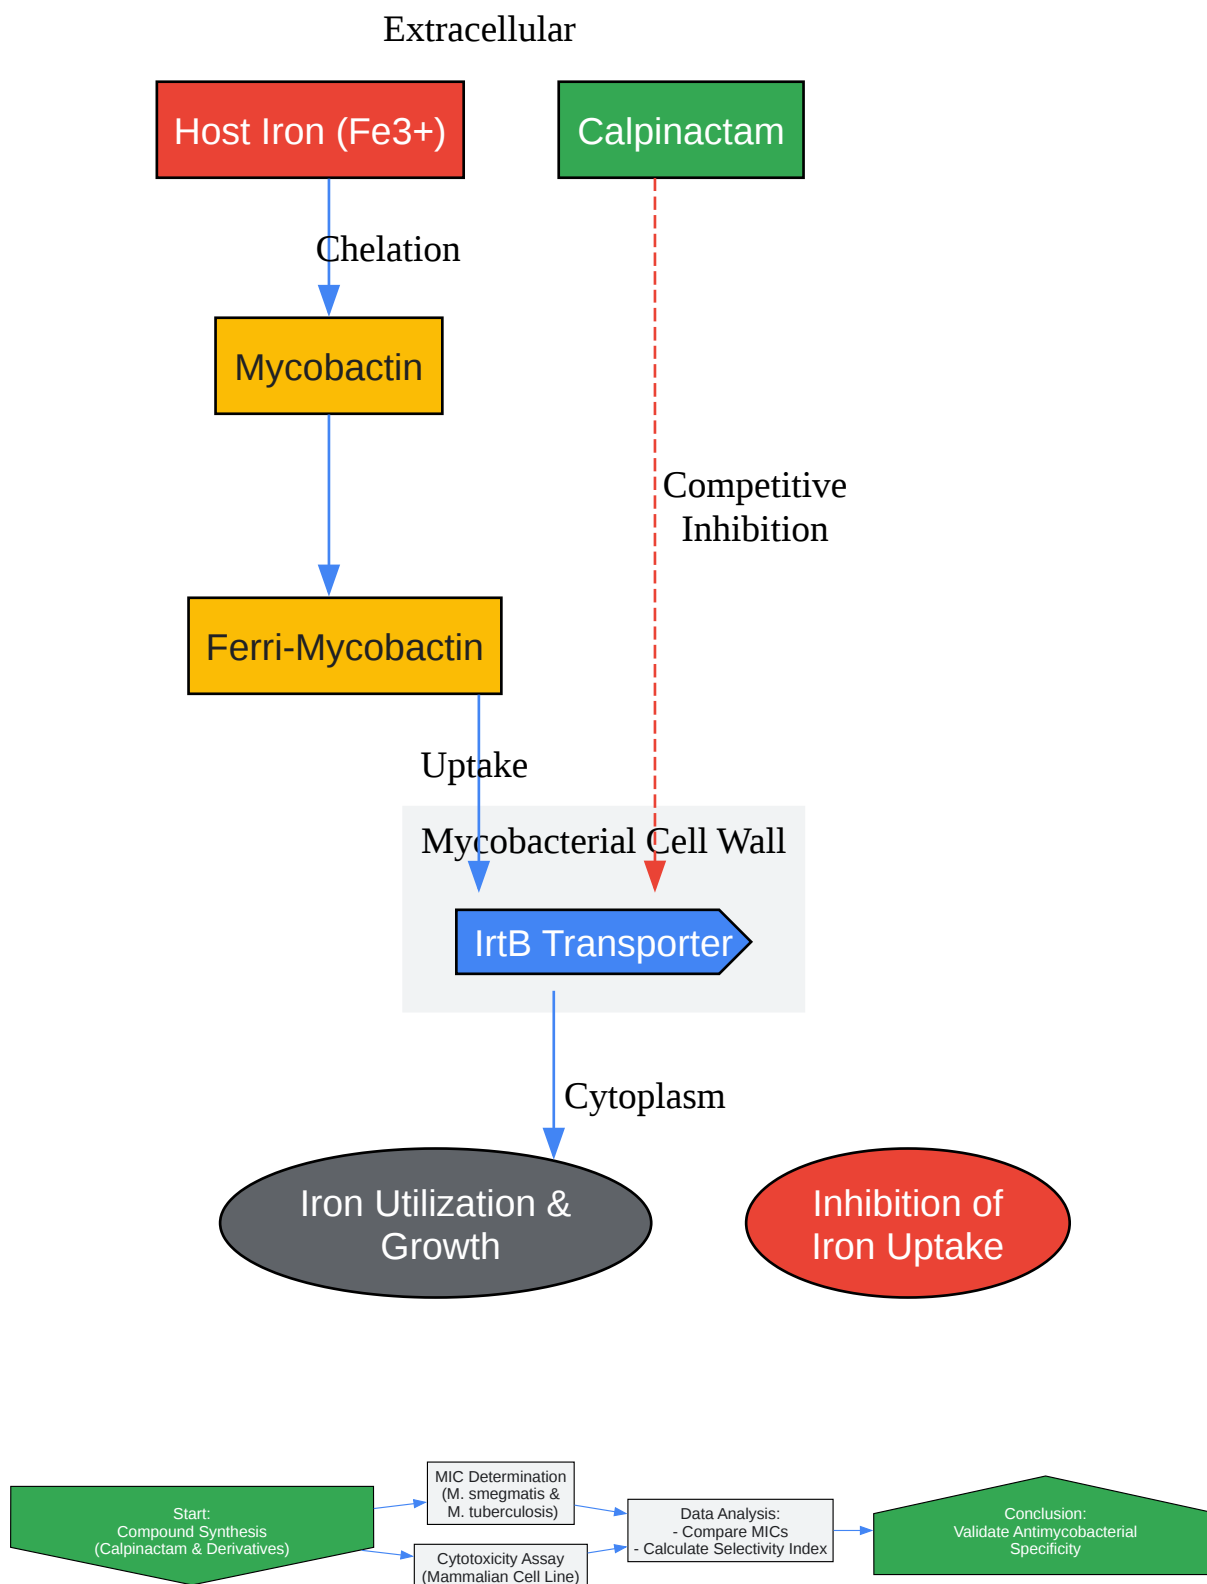 Extracellular
Host Iron (Fe3+)
Calpinactam
Chelation
Mycobactin
Competitive
Inhibition
Ferri-Mycobactin
Uptake
Mycobacterial Cell Wall
IrtB Transporter
Cytoplasm
Iron Utilization &
Growth
Inhibition of
Iron Uptake
Start:
Compound Synthesis
(Calpinactam & Derivatives)
MIC Determination
(M. smegmatis &
M. tuberculosis)
Cytotoxicity Assay
(Mammalian Cell Line)
Data Analysis:
- Compare MICs
- Calculate Selectivity Index
Conclusion:
Validate Antimycobacterial
Specificity